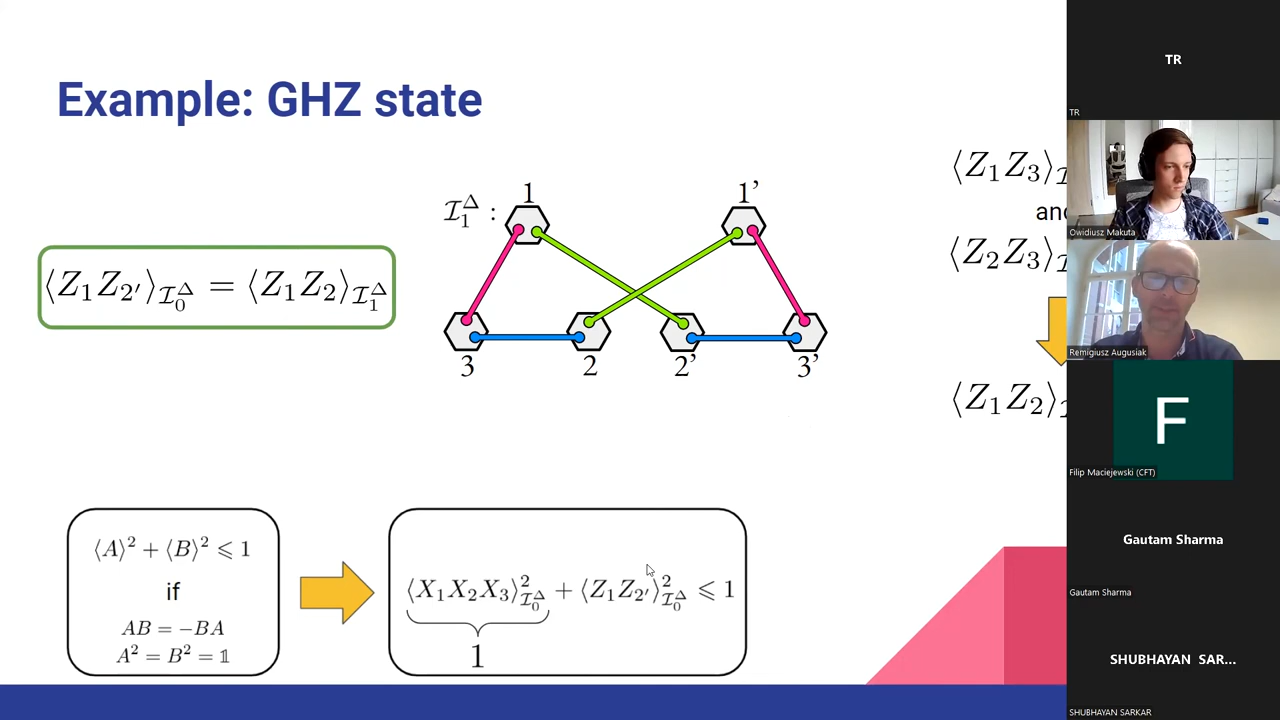 Example: GHZ state
⟨Z₁Z₂′⟩_{𝓘₀^Δ} = ⟨Z₁Z₂⟩_{𝓘₁^Δ}
𝓘₁^Δ :
1 1'
3 2 2' 3'
⟨Z₁Z₃⟩
and
⟨Z₂Z₃⟩
⟨Z₁Z₂⟩
⟨A⟩² + ⟨B⟩² ⩽ 1
if
AB = −BA
A² = B² = 𝟙
⟨X₁X₂X₃⟩²_{𝓘₀^Δ} + ⟨Z₁Z₂′⟩²_{𝓘₀^Δ} ⩽ 1
1
TR
TR
Owidiusz Makuta
Remigiusz Augusiak
F
Filip Maciejewski (CFT)
Gautam Sharma
Gautam Sharma
SHUBHAYAN SAR...
SHUBHAYAN SARKAR